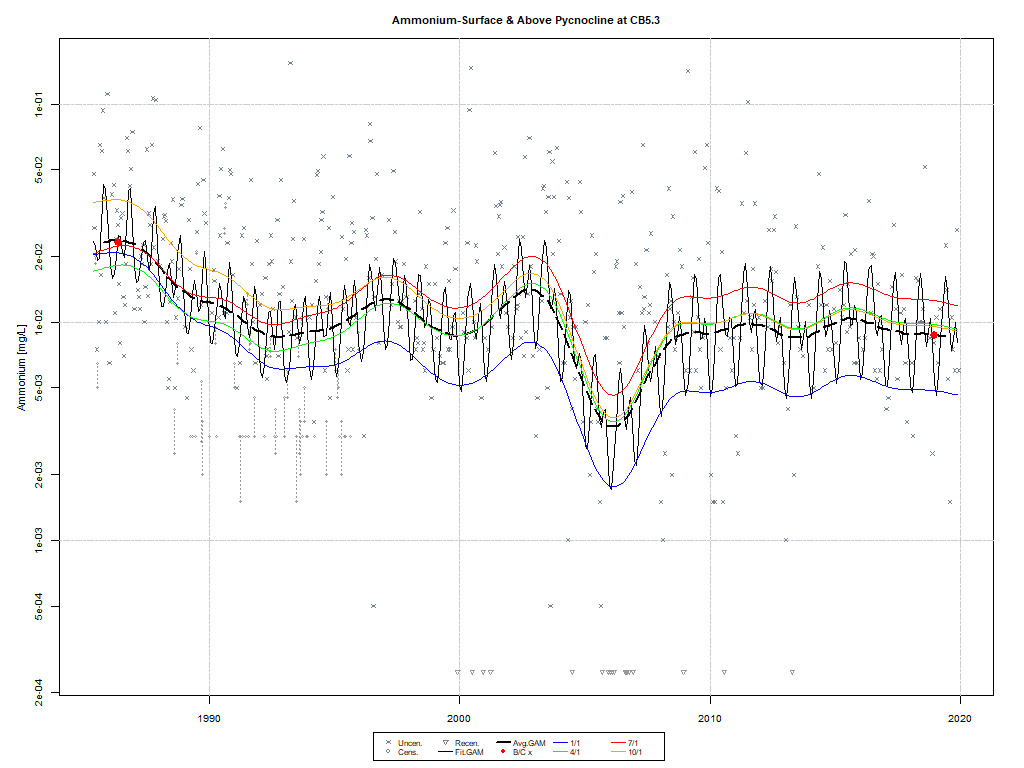 Ammonium-Surface & Above Pycnocline at CB5.3
Ammonium [mg/L]
1e-01
5e-02
2e-02
1e-02
5e-03
2e-03
1e-03
5e-04
2e-04
1990 2000 2010 2020
Uncen. Recen. Avg.GAM 1/1 7/1
Cens. Fit.GAM B/C x 4/1 10/1